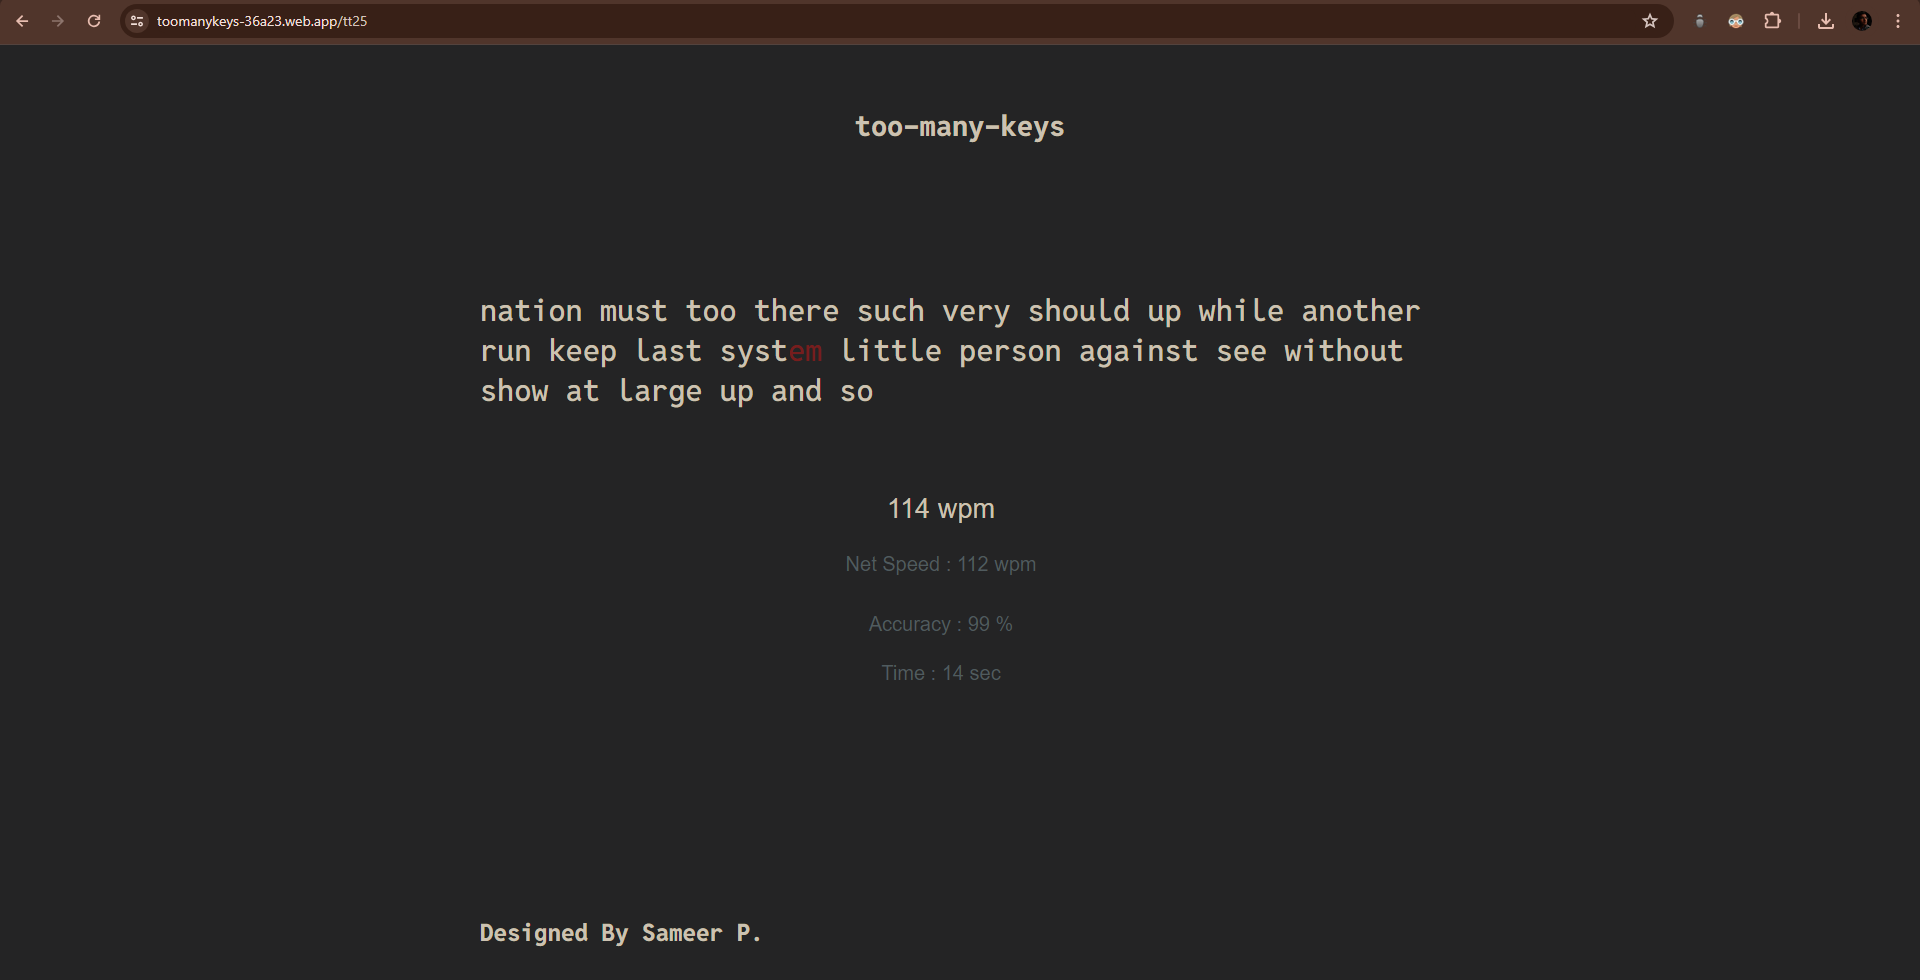 toomanykeys-36a23.web.app/tt25
too-many-keys
nation must too there such very should up while another
run keep last system little person against see without
show at large up and so
114 wpm
Net Speed : 112 wpm
Accuracy : 99 %
Time : 14 sec
Designed By Sameer P.